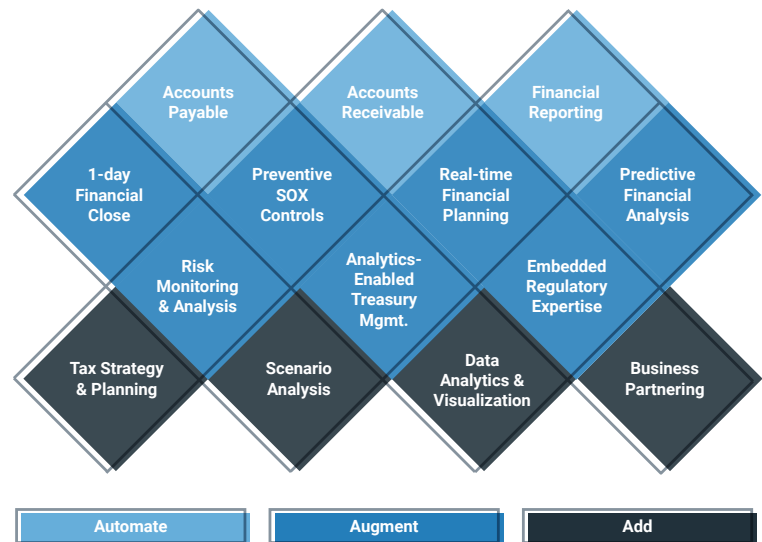 Accounts
Payable
Accounts
Receivable
Financial
Reporting
1-day
Financial
Close
Preventive
SOX
Controls
Real-time
Financial
Planning
Predictive
Financial
Analysis
Risk
Monitoring
& Analysis
Analytics-
Enabled
Treasury
Mgmt.
Embedded
Regulatory
Expertise
Tax Strategy
& Planning
Scenario
Analysis
Data
Analytics &
Visualization
Business
Partnering
Automate
Augment
Add